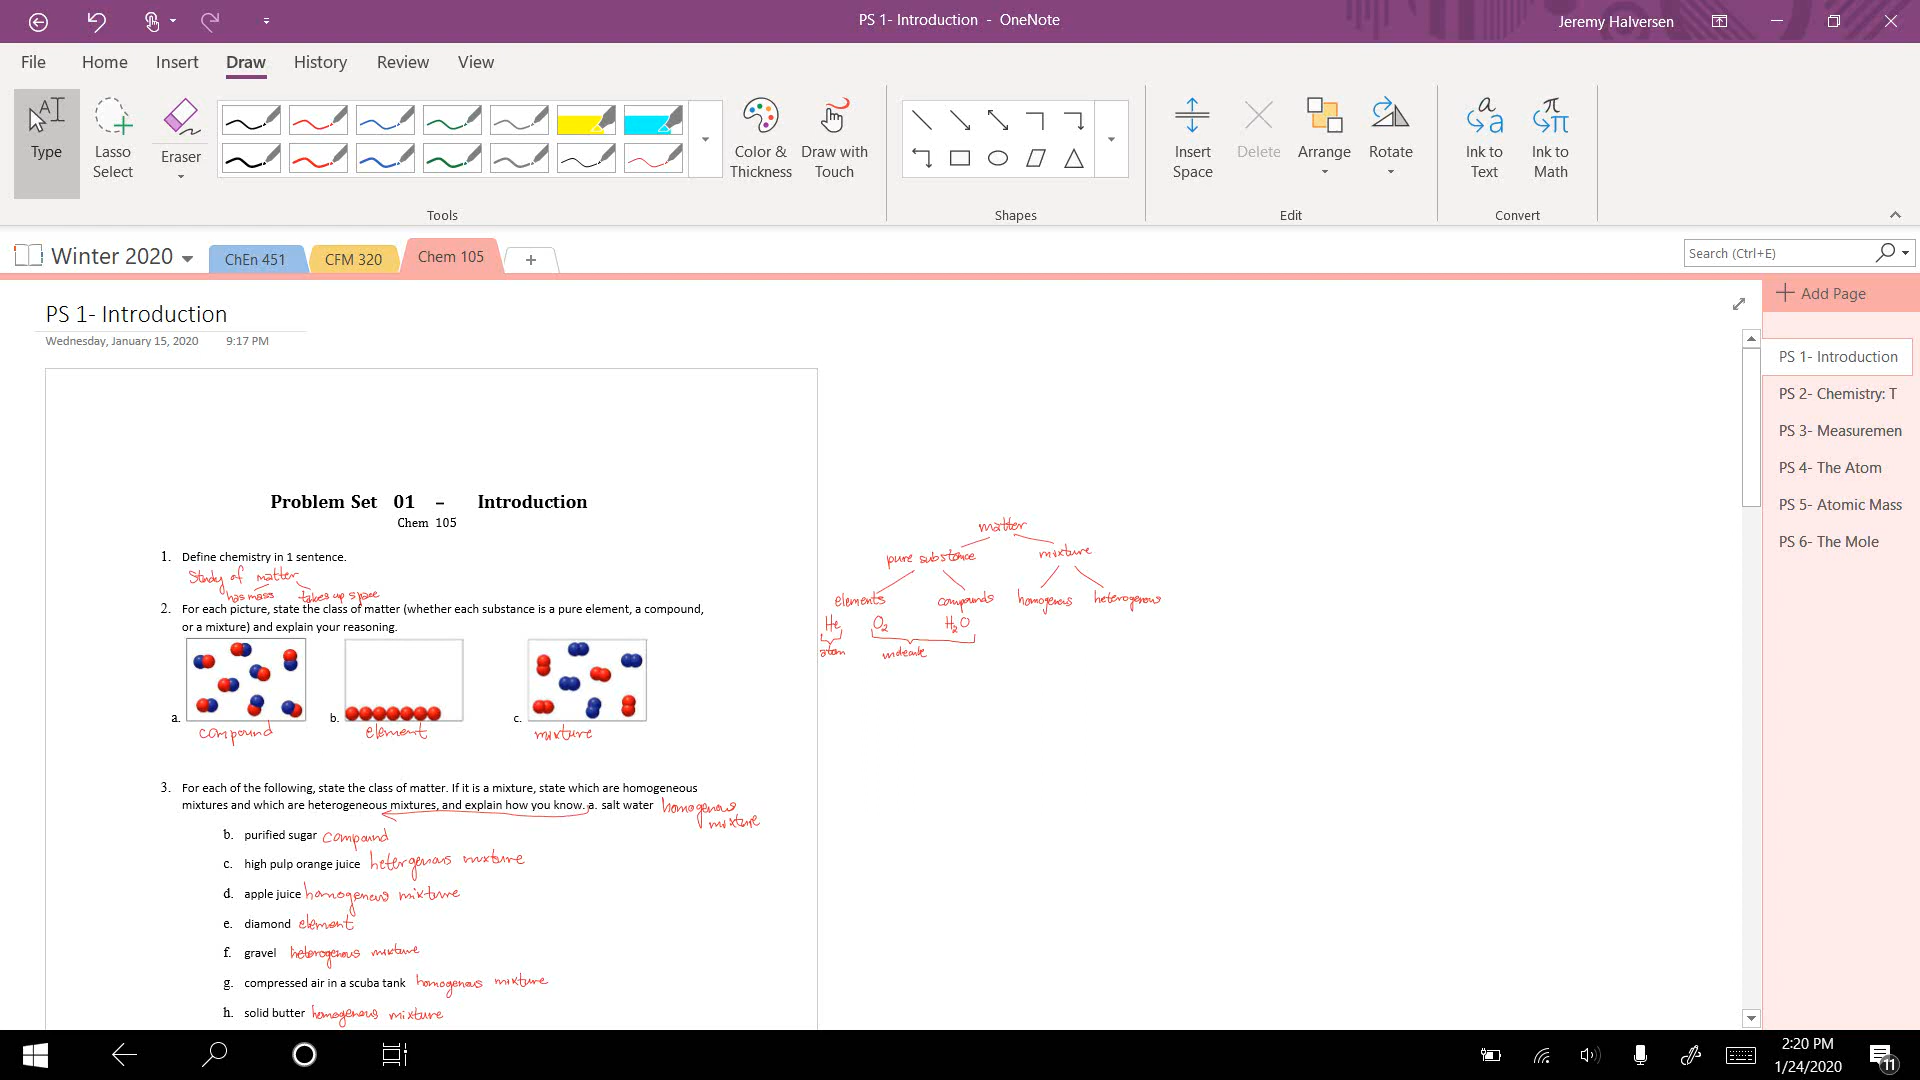 PS 1- Introduction - OneNote
Jeremy Halversen
File Home Insert Draw History Review View
Type
Lasso Select
Eraser
Color & Thickness
Draw with Touch
Insert Space
Delete
Arrange
Rotate
Ink to Text
Ink to Math
Tools
Shapes
Edit
Convert
Winter 2020
ChEn 451
CFM 320
Chem 105
Search (Ctrl+E)
Add Page
PS 1- Introduction
PS 2- Chemistry: T
PS 3- Measuremen
PS 4- The Atom
PS 5- Atomic Mass
PS 6- The Mole
PS 1- Introduction
Wednesday, January 15, 2020 9:17 PM
Problem Set 01 – Introduction
Chem 105
1. Define chemistry in 1 sentence.
Study of matter
has mass takes up space
2. For each picture, state the class of matter (whether each substance is a pure element, a compound,
or a mixture) and explain your reasoning.
a. b. c.
compound element mixture
3. For each of the following, state the class of matter. If it is a mixture, state which are homogeneous
mixtures and which are heterogeneous mixtures, and explain how you know. a. salt water homogenous
mixture
b. purified sugar compound
c. high pulp orange juice hetergenous mixture
d. apple juice homogenous mixture
e. diamond element
f. gravel heterogenous mixture
g. compressed air in a scuba tank homogenous mixture
h. solid butter homogenous mixture
matter
pure substance mixture
elements compounds homogenous heterogenous
He O2 H2O
atom molecule
2:20 PM
1/24/2020
11